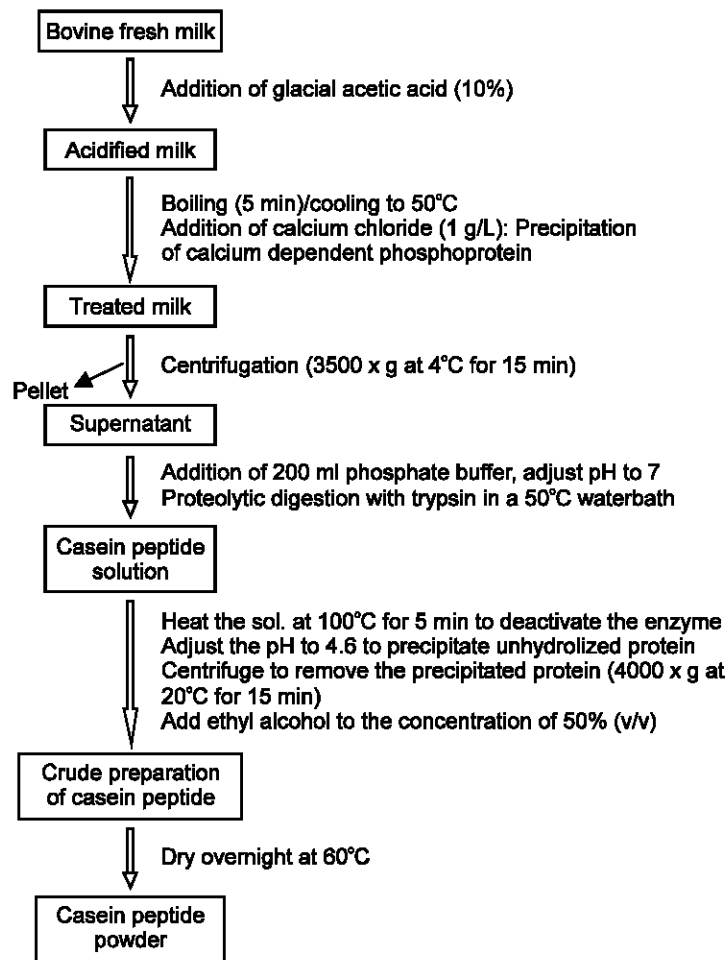 Bovine fresh milk
Addition of glacial acetic acid (10%)
Acidified milk
Boiling (5 min)/cooling to 50°C
Addition of calcium chloride (1 g/L): Precipitation
of calcium dependent phosphoprotein
Treated milk
Centrifugation (3500 x g at 4°C for 15 min)
Pellet
Supernatant
Addition of 200 ml phosphate buffer, adjust pH to 7
Proteolytic digestion with trypsin in a 50°C waterbath
Casein peptide
solution
Heat the sol. at 100°C for 5 min to deactivate the enzyme
Adjust the pH to 4.6 to precipitate unhydrolized protein
Centrifuge to remove the precipitated protein (4000 x g at
20°C for 15 min)
Add ethyl alcohol to the concentration of 50% (v/v)
Crude preparation
of casein peptide
Dry overnight at 60°C
Casein peptide
powder